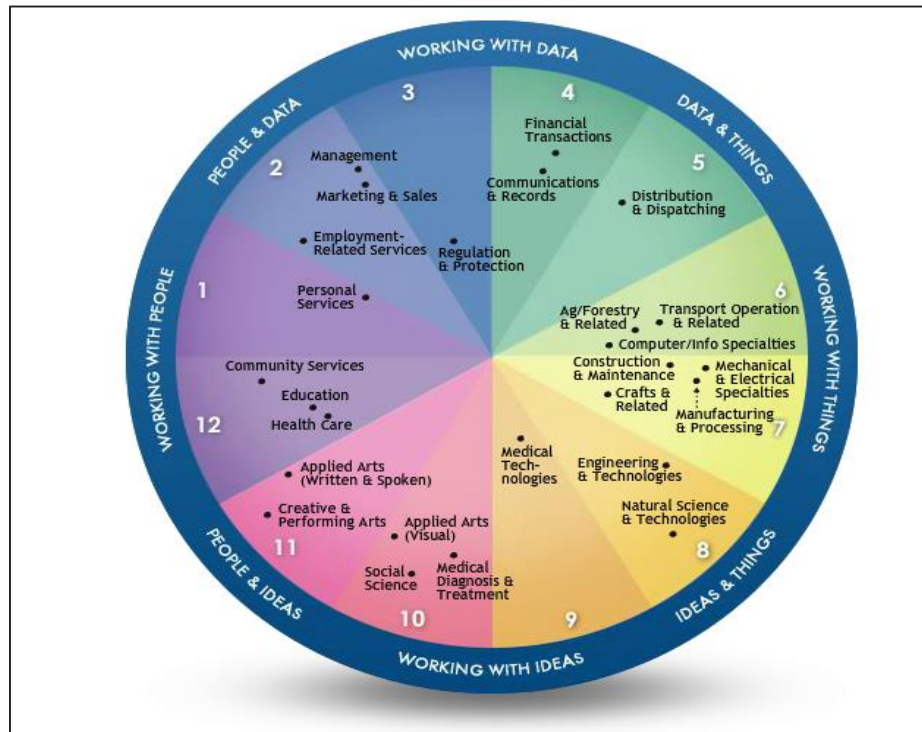 WORKING WITH DATA
DATA & THINGS
WORKING WITH THINGS
IDEAS & THINGS
WORKING WITH IDEAS
PEOPLE & IDEAS
WORKING WITH PEOPLE
PEOPLE & DATA
3
4
Financial
Transactions
Communications
& Records
5
Distribution
& Dispatching
2
Management
Marketing & Sales
Employment-
Related Services
Regulation
& Protection
1
Personal
Services
6
Ag/Forestry
& Related
Transport Operation
& Related
Computer/Info Specialties
Construction
& Maintenance
Mechanical
& Electrical
Specialties
Crafts &
Related
Manufacturing
& Processing
7
Community Services
Education
Health Care
12
Applied Arts
(Written & Spoken)
Creative &
Performing Arts
11
Applied Arts
(Visual)
Social
Science
Medical
Diagnosis &
Treatment
10
Medical
Tech-
nologies
9
Engineering
& Technologies
Natural Science
& Technologies
8